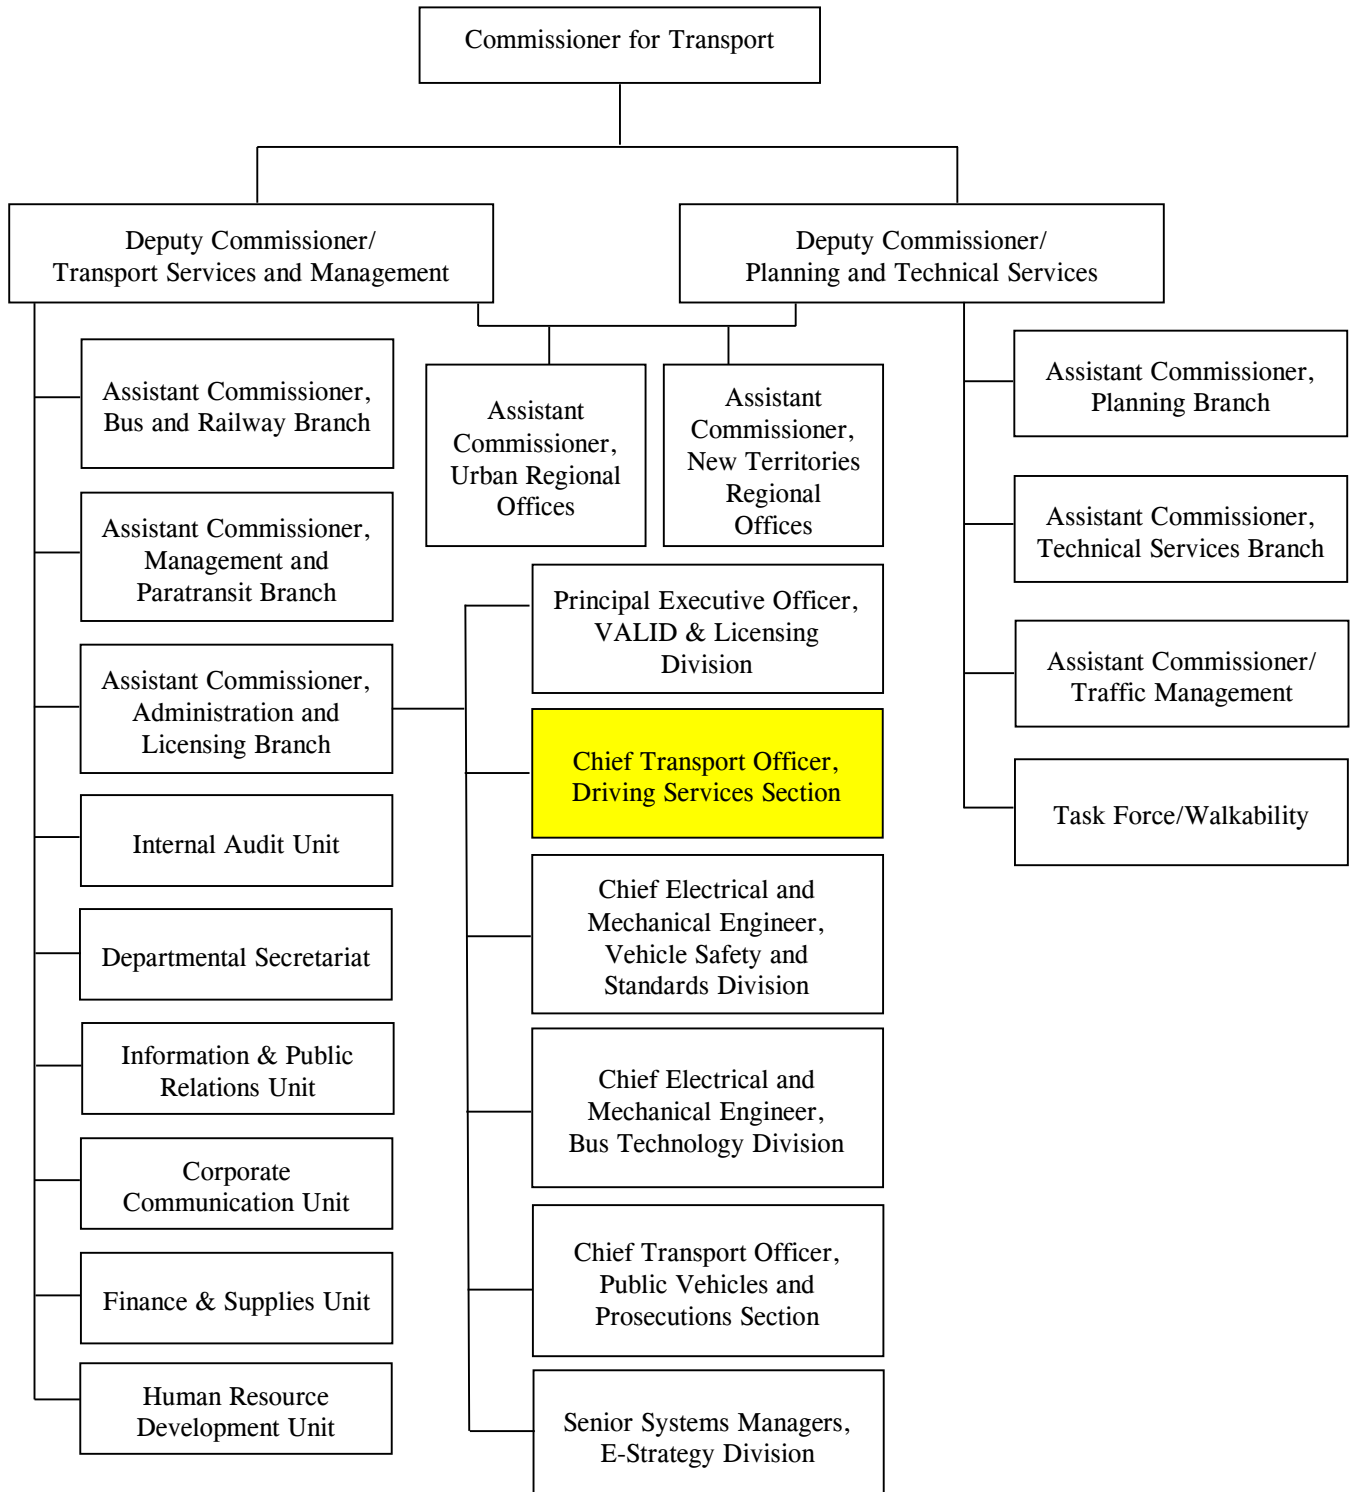 Commissioner for Transport
Deputy Commissioner/
Transport Services and Management
Deputy Commissioner/
Planning and Technical Services
Assistant Commissioner,
Bus and Railway Branch
Assistant Commissioner,
Management and
Paratransit Branch
Assistant Commissioner,
Administration and
Licensing Branch
Internal Audit Unit
Departmental Secretariat
Information & Public
Relations Unit
Corporate
Communication Unit
Finance & Supplies Unit
Human Resource
Development Unit
Assistant
Commissioner,
Urban Regional
Offices
Assistant
Commissioner,
New Territories
Regional
Offices
Principal Executive Officer,
VALID & Licensing
Division
Chief Transport Officer,
Driving Services Section
Chief Electrical and
Mechanical Engineer,
Vehicle Safety and
Standards Division
Chief Electrical and
Mechanical Engineer,
Bus Technology Division
Chief Transport Officer,
Public Vehicles and
Prosecutions Section
Senior Systems Managers,
E-Strategy Division
Assistant Commissioner,
Planning Branch
Assistant Commissioner,
Technical Services Branch
Assistant Commissioner/
Traffic Management
Task Force/Walkability